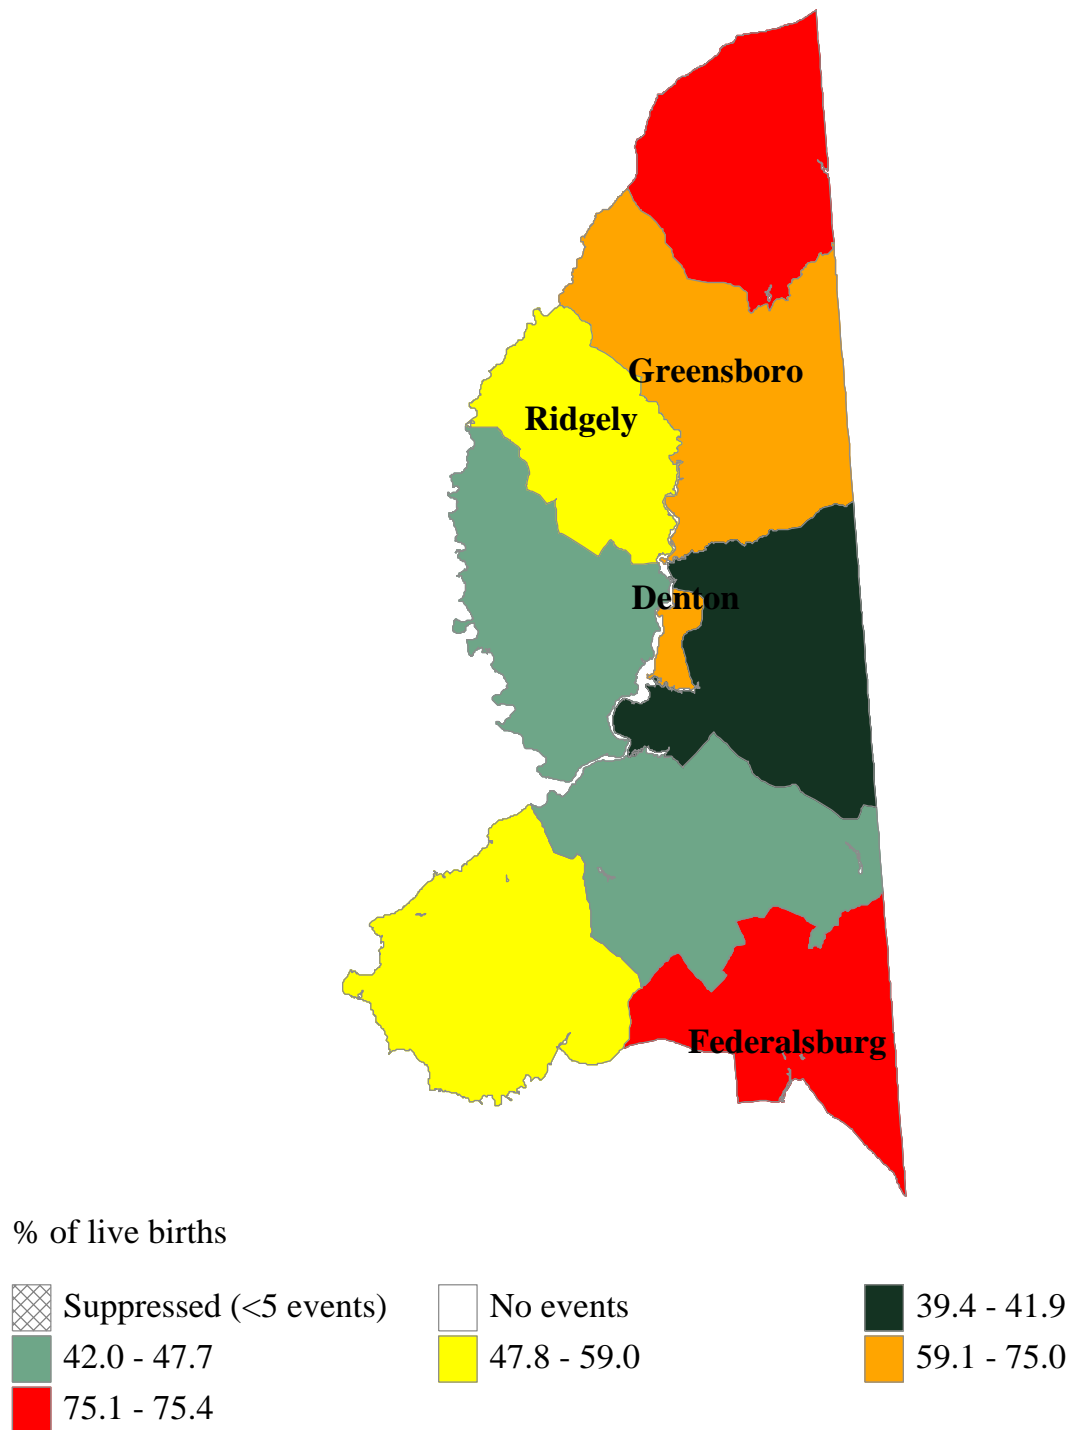 Greensboro
Ridgely
Denton
Federalsburg
% of live births
Suppressed (<5 events)
No events
39.4 - 41.9
42.0 - 47.7
47.8 - 59.0
59.1 - 75.0
75.1 - 75.4